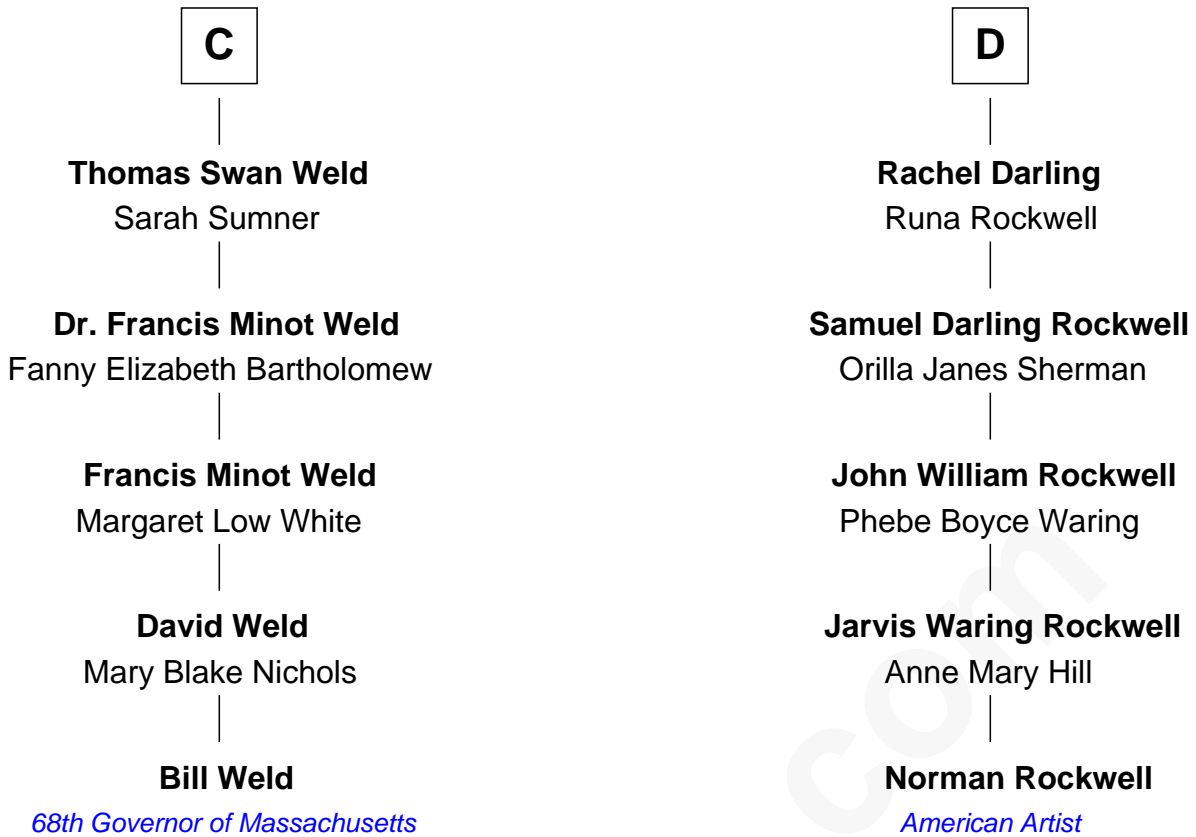 C
Thomas Swan Weld
Sarah Sumner
Dr. Francis Minot Weld
Fanny Elizabeth Bartholomew
Francis Minot Weld
Margaret Low White
David Weld
Mary Blake Nichols
Bill Weld
68th Governor of Massachusetts
D
Rachel Darling
Runa Rockwell
Samuel Darling Rockwell
Orilla Janes Sherman
John William Rockwell
Phebe Boyce Waring
Jarvis Waring Rockwell
Anne Mary Hill
Norman Rockwell
American Artist
com